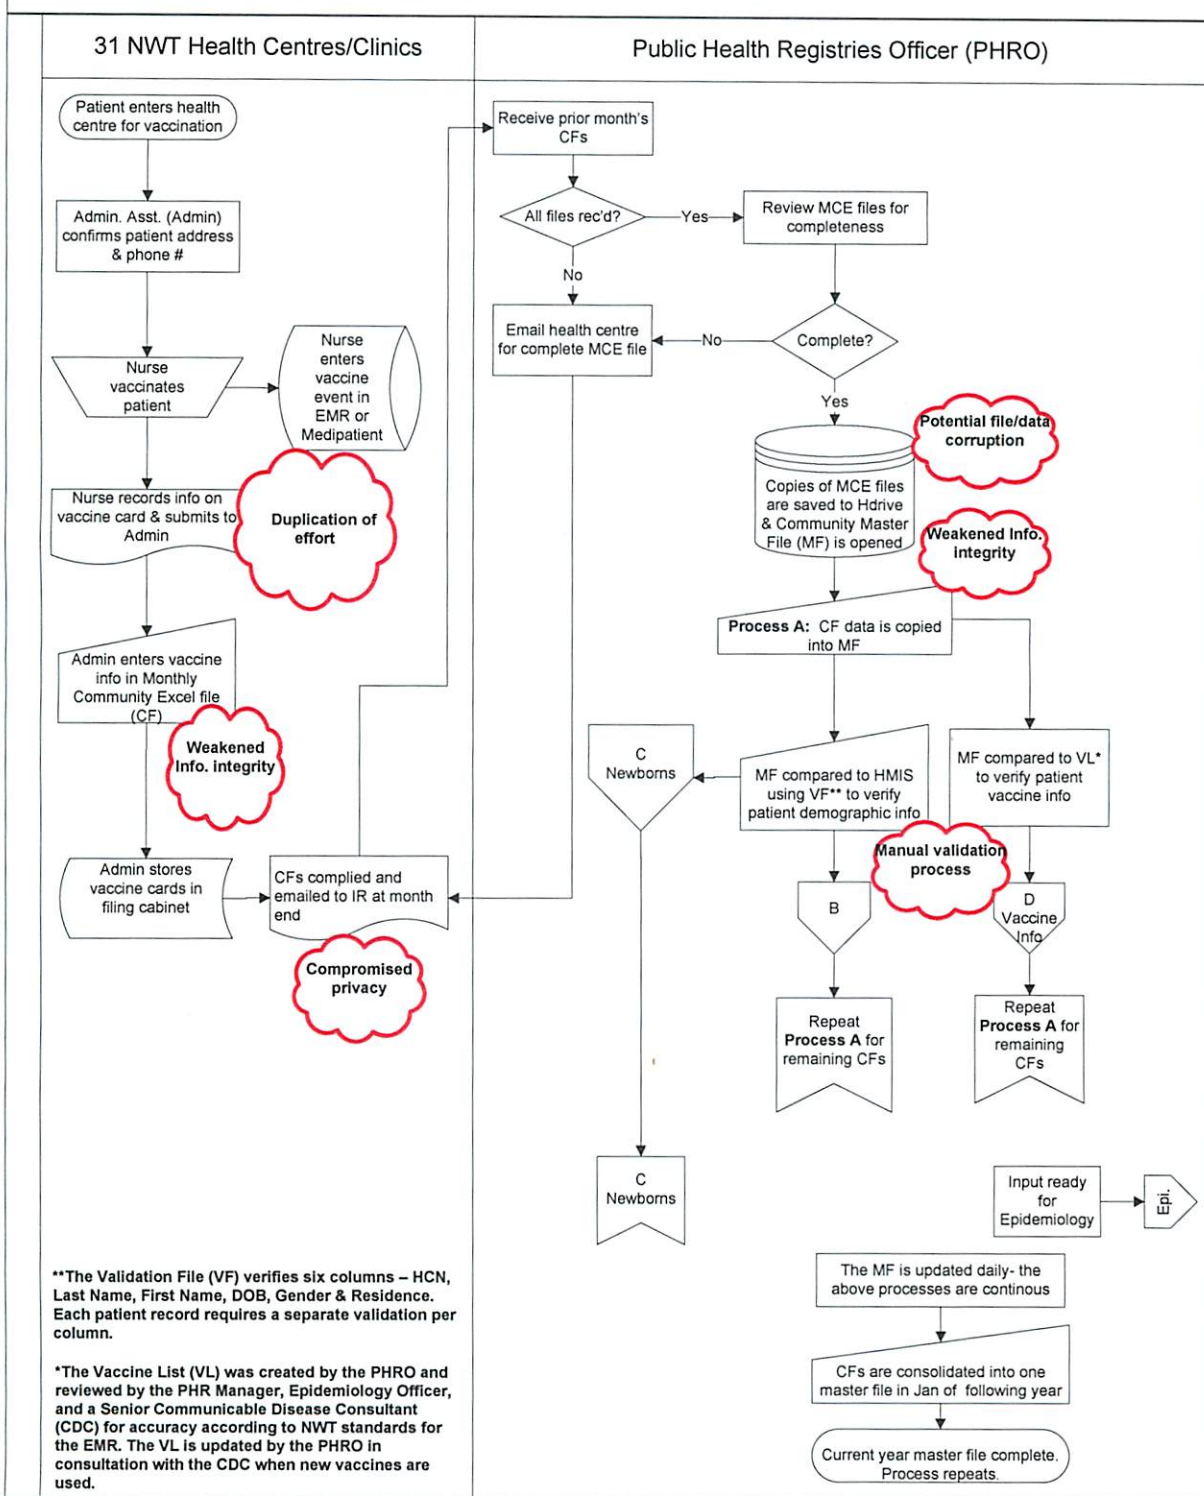 31 NWT Health Centres/Clinics
Public Health Registries Officer (PHRO)
Patient enters health
centre for vaccination
Admin. Asst. (Admin)
confirms patient address
& phone #
Nurse
vaccinates
patient
Nurse
enters
vaccine
event in
EMR or
Medipatient
Nurse records info on
vaccine card & submits to
Admin
Duplication of
effort
Admin enters vaccine
info in Monthly
Community Excel file
(CF)
Weakened
Info. integrity
Admin stores
vaccine cards in
filing cabinet
CFs complied and
emailed to IR at month
end
Compromised
privacy
Receive prior month's
CFs
All files rec'd?
Yes
No
Review MCE files for
completeness
Email health centre
for complete MCE file
No
Complete?
Yes
Potential file/data
corruption
Copies of MCE files
are saved to Hdrive
& Community Master
File (MF) is opened
Weakened Info.
integrity
Process A: CF data is copied
into MF
C
Newborns
MF compared to HMIS
using VF** to verify
patient demographic info
MF compared to VL*
to verify patient
vaccine info
Manual validation
process
B
D
Vaccine
Info
Repeat
Process A for
remaining CFs
Repeat
Process A for
remaining
CFs
C
Newborns
Input ready
for
Epidemiology
Epi.
The MF is updated daily- the
above processes are continous
CFs are consolidated into one
master file in Jan of following year
Current year master file complete.
Process repeats.
**The Validation File (VF) verifies six columns – HCN,
Last Name, First Name, DOB, Gender & Residence.
Each patient record requires a separate validation per
column.
*The Vaccine List (VL) was created by the PHRO and
reviewed by the PHR Manager, Epidemiology Officer,
and a Senior Communicable Disease Consultant
(CDC) for accuracy according to NWT standards for
the EMR. The VL is updated by the PHRO in
consultation with the CDC when new vaccines are
used.